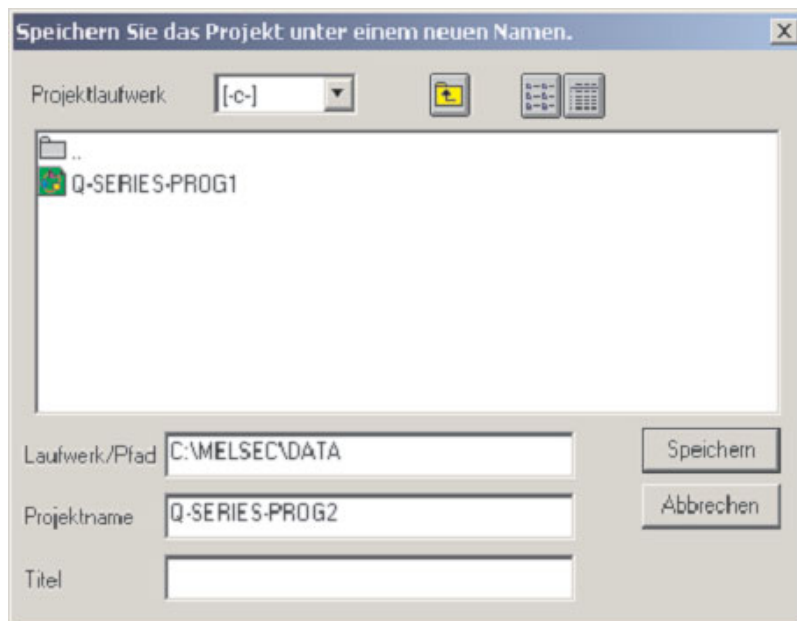 Speichern Sie das Projekt unter einem neuen Namen.
Projektlaufwerk [-c-]
..
Q-SERIES-PROG1
Laufwerk/Pfad C:\MELSEC\DATA Speichern
Projektname Q-SERIES-PROG2 Abbrechen
Titel